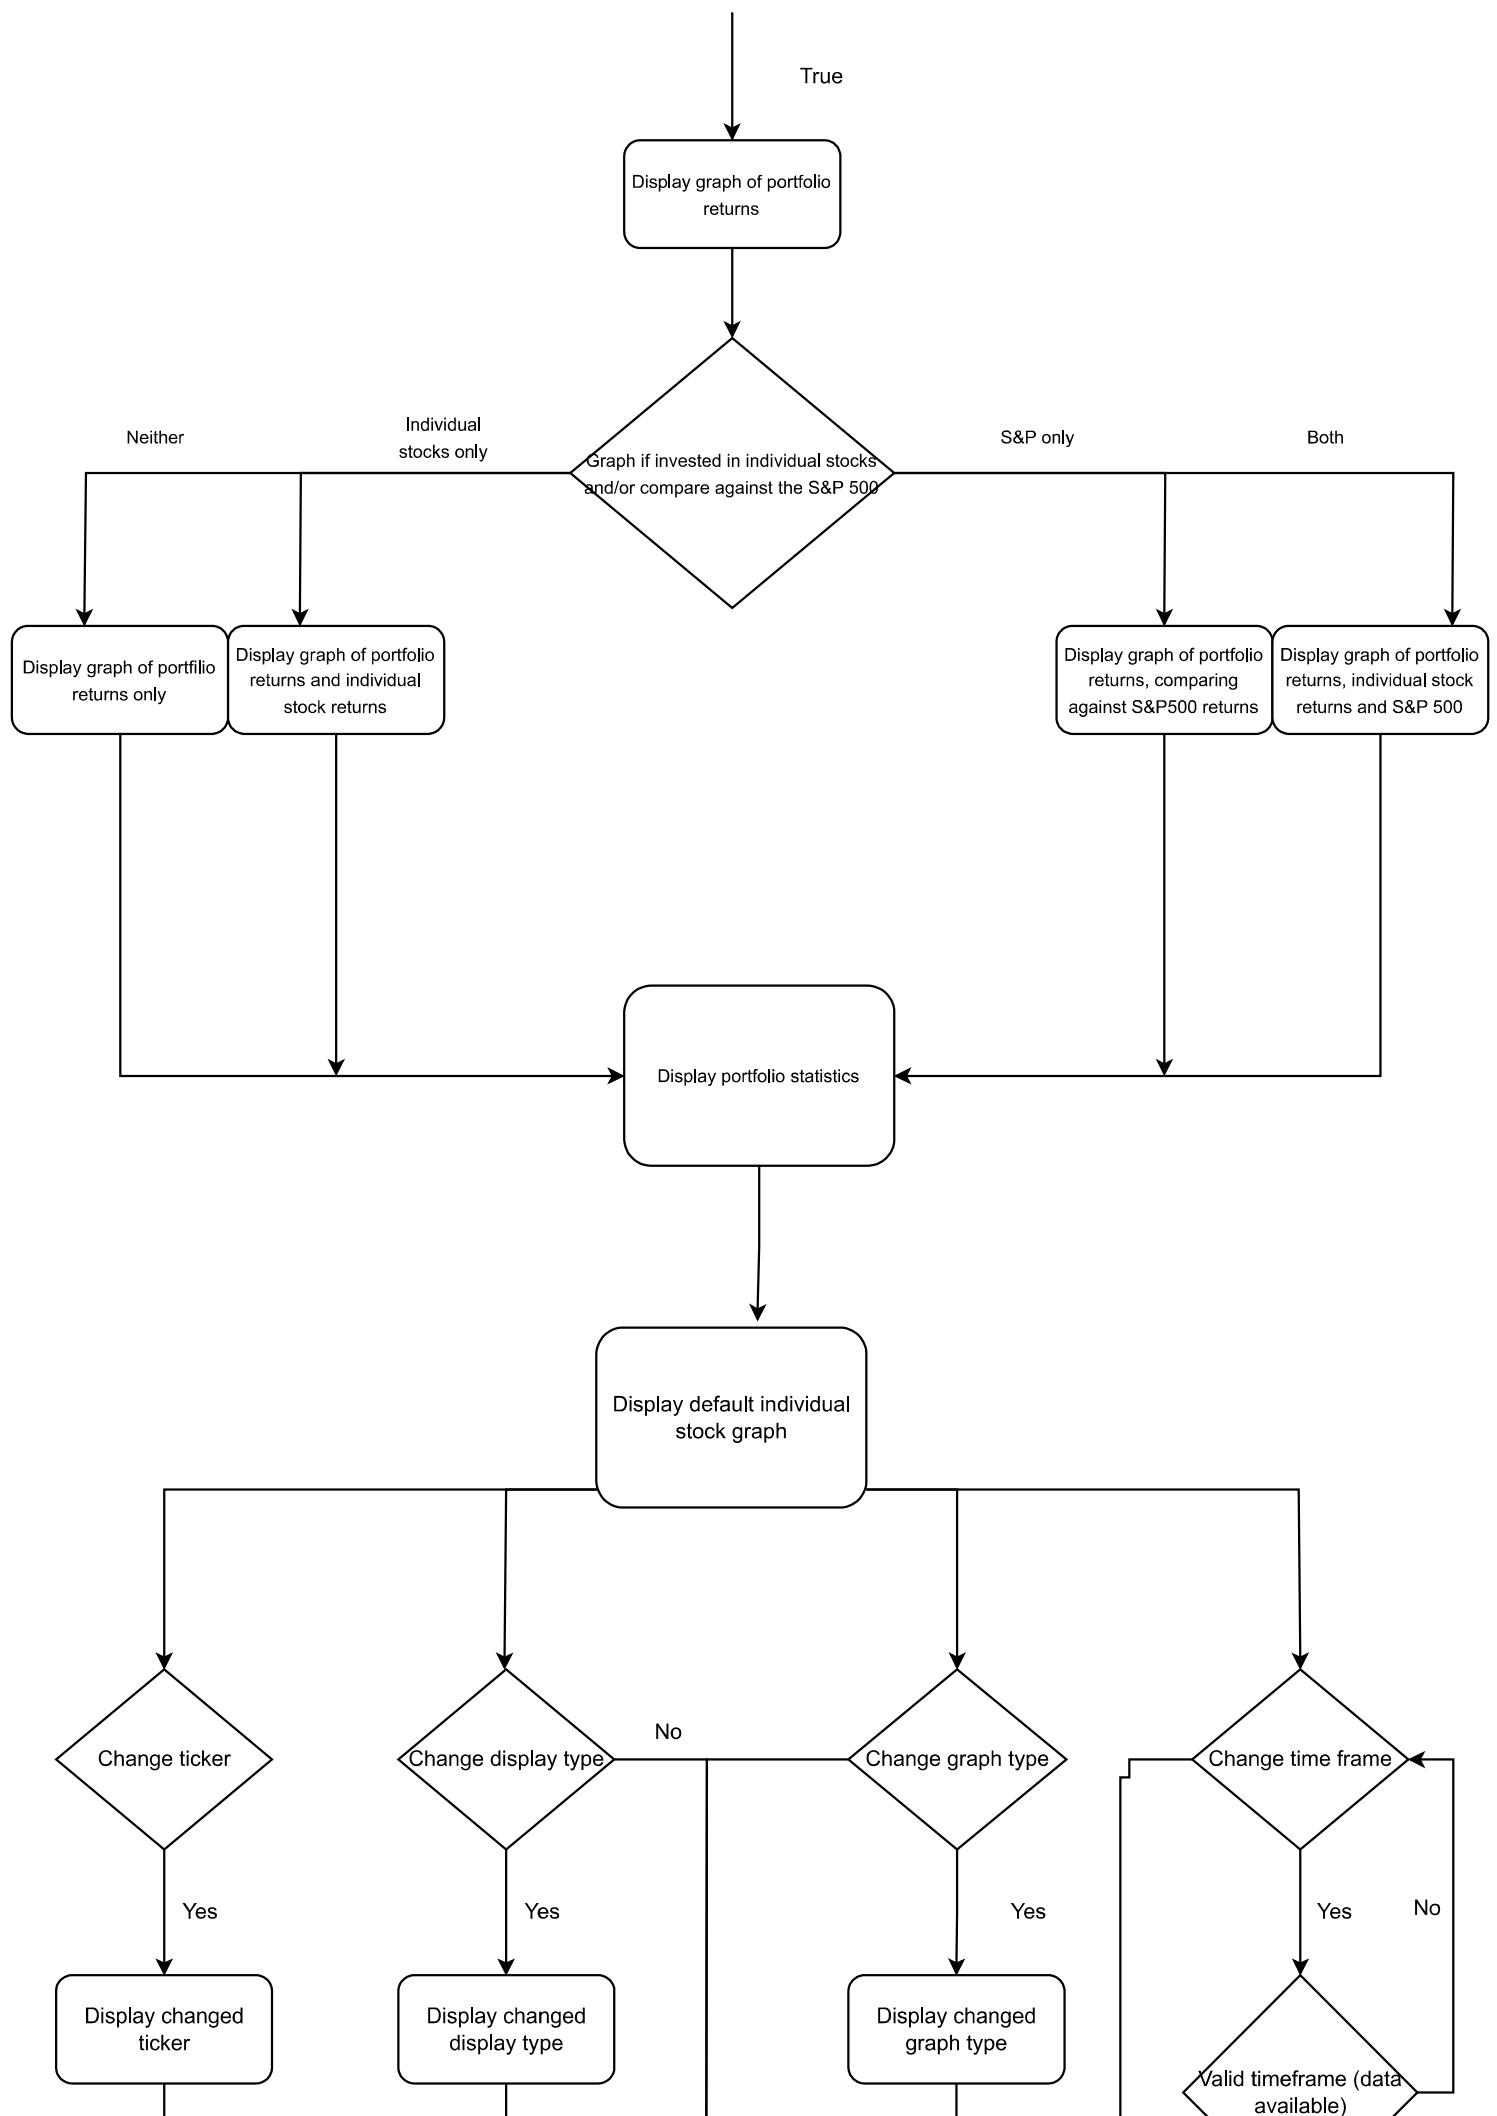 True
Display graph of portfolio
returns
Neither
Individual
stocks only
Graph if invested in individual stocks
and/or compare against the S&P 500
S&P only
Both
Display graph of portfilio
returns only
Display graph of portfolio
returns and individual
stock returns
Display graph of portfolio
returns, comparing
against S&P500 returns
Display graph of portfolio
returns, individual stock
returns and S&P 500
Display portfolio statistics
Display default individual
stock graph
Change ticker
Change display type
No
Change graph type
Change time frame
Yes
Yes
Yes
Yes
No
Display changed
ticker
Display changed
display type
Display changed
graph type
Valid timeframe (data
available)